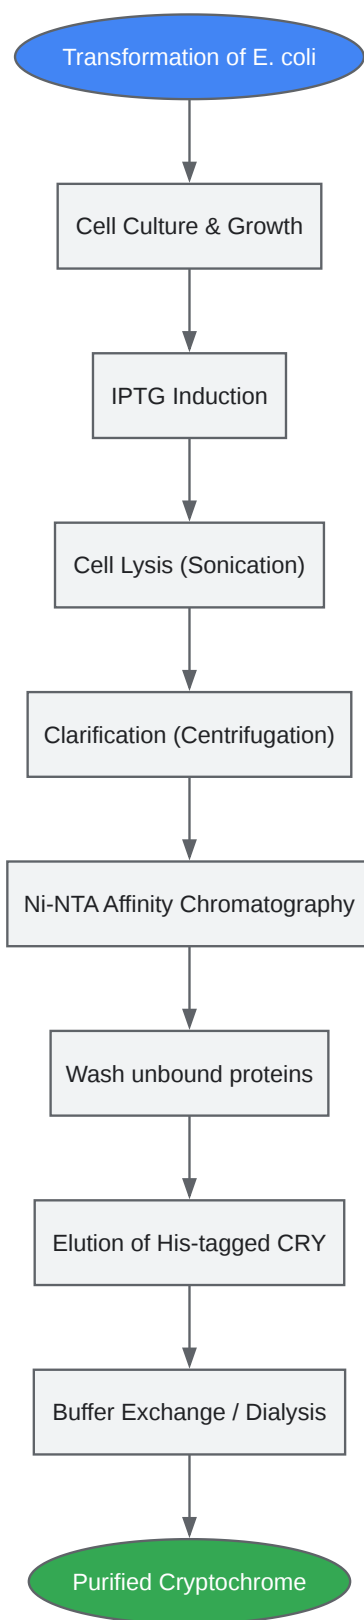 Transformation of E. coli
Cell Culture & Growth
IPTG Induction
Cell Lysis (Sonication)
Clarification (Centrifugation)
Ni-NTA Affinity Chromatography
Wash unbound proteins
Elution of His-tagged CRY
Buffer Exchange / Dialysis
Purified Cryptochrome